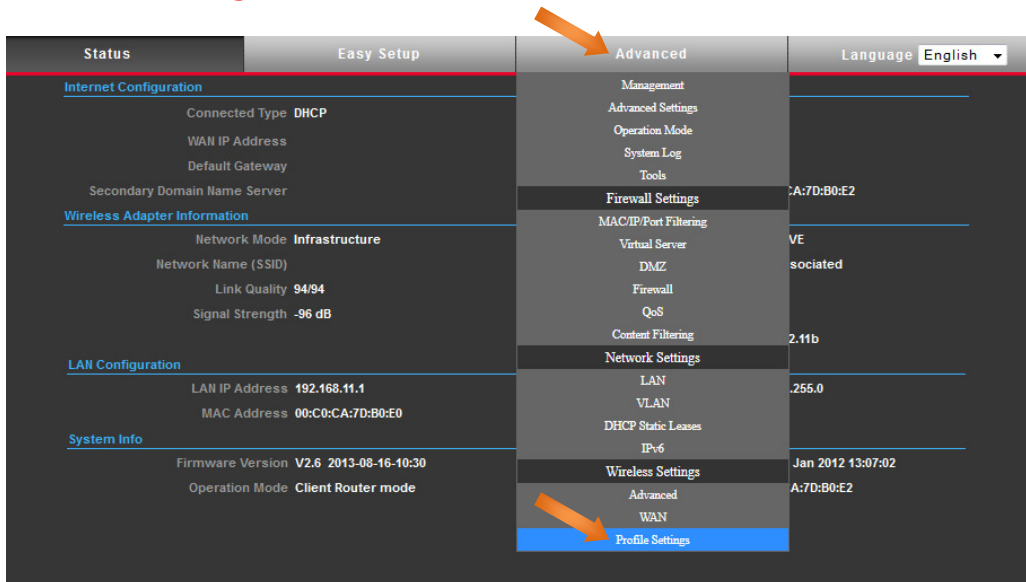 Status
Easy Setup
Advanced
Language English
Internet Configuration
Connected Type DHCP
WAN IP Address
Default Gateway
Secondary Domain Name Server
:CA:7D:B0:E2
Wireless Adapter Information
Network Mode Infrastructure
VE
Network Name (SSID)
sociated
Link Quality 94/94
Signal Strength -96 dB
2.11b
LAN Configuration
LAN IP Address 192.168.11.1
.255.0
MAC Address 00:C0:CA:7D:B0:E0
System Info
Firmware Version V2.6 2013-08-16-10:30
Jan 2012 13:07:02
Operation Mode Client Router mode
A:7D:B0:E2
Management
Advanced Settings
Operation Mode
System Log
Tools
Firewall Settings
MAC/IP/Port Filtering
Virtual Server
DMZ
Firewall
QoS
Content Filtering
Network Settings
LAN
VLAN
DHCP Static Leases
IPv6
Wireless Settings
Advanced
WAN
Profile Settings